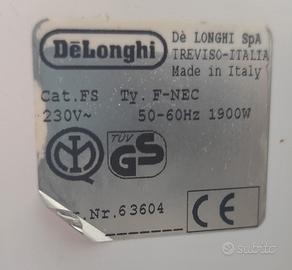 DeLonghi
Dè LONGHI SpA
TREVISO-ITALIA
Made in Italy
Cat.FS Ty. F-NEC
230V~ 50-60Hz 1900W
TÜV
GS
.Nr.63604
CE
subito